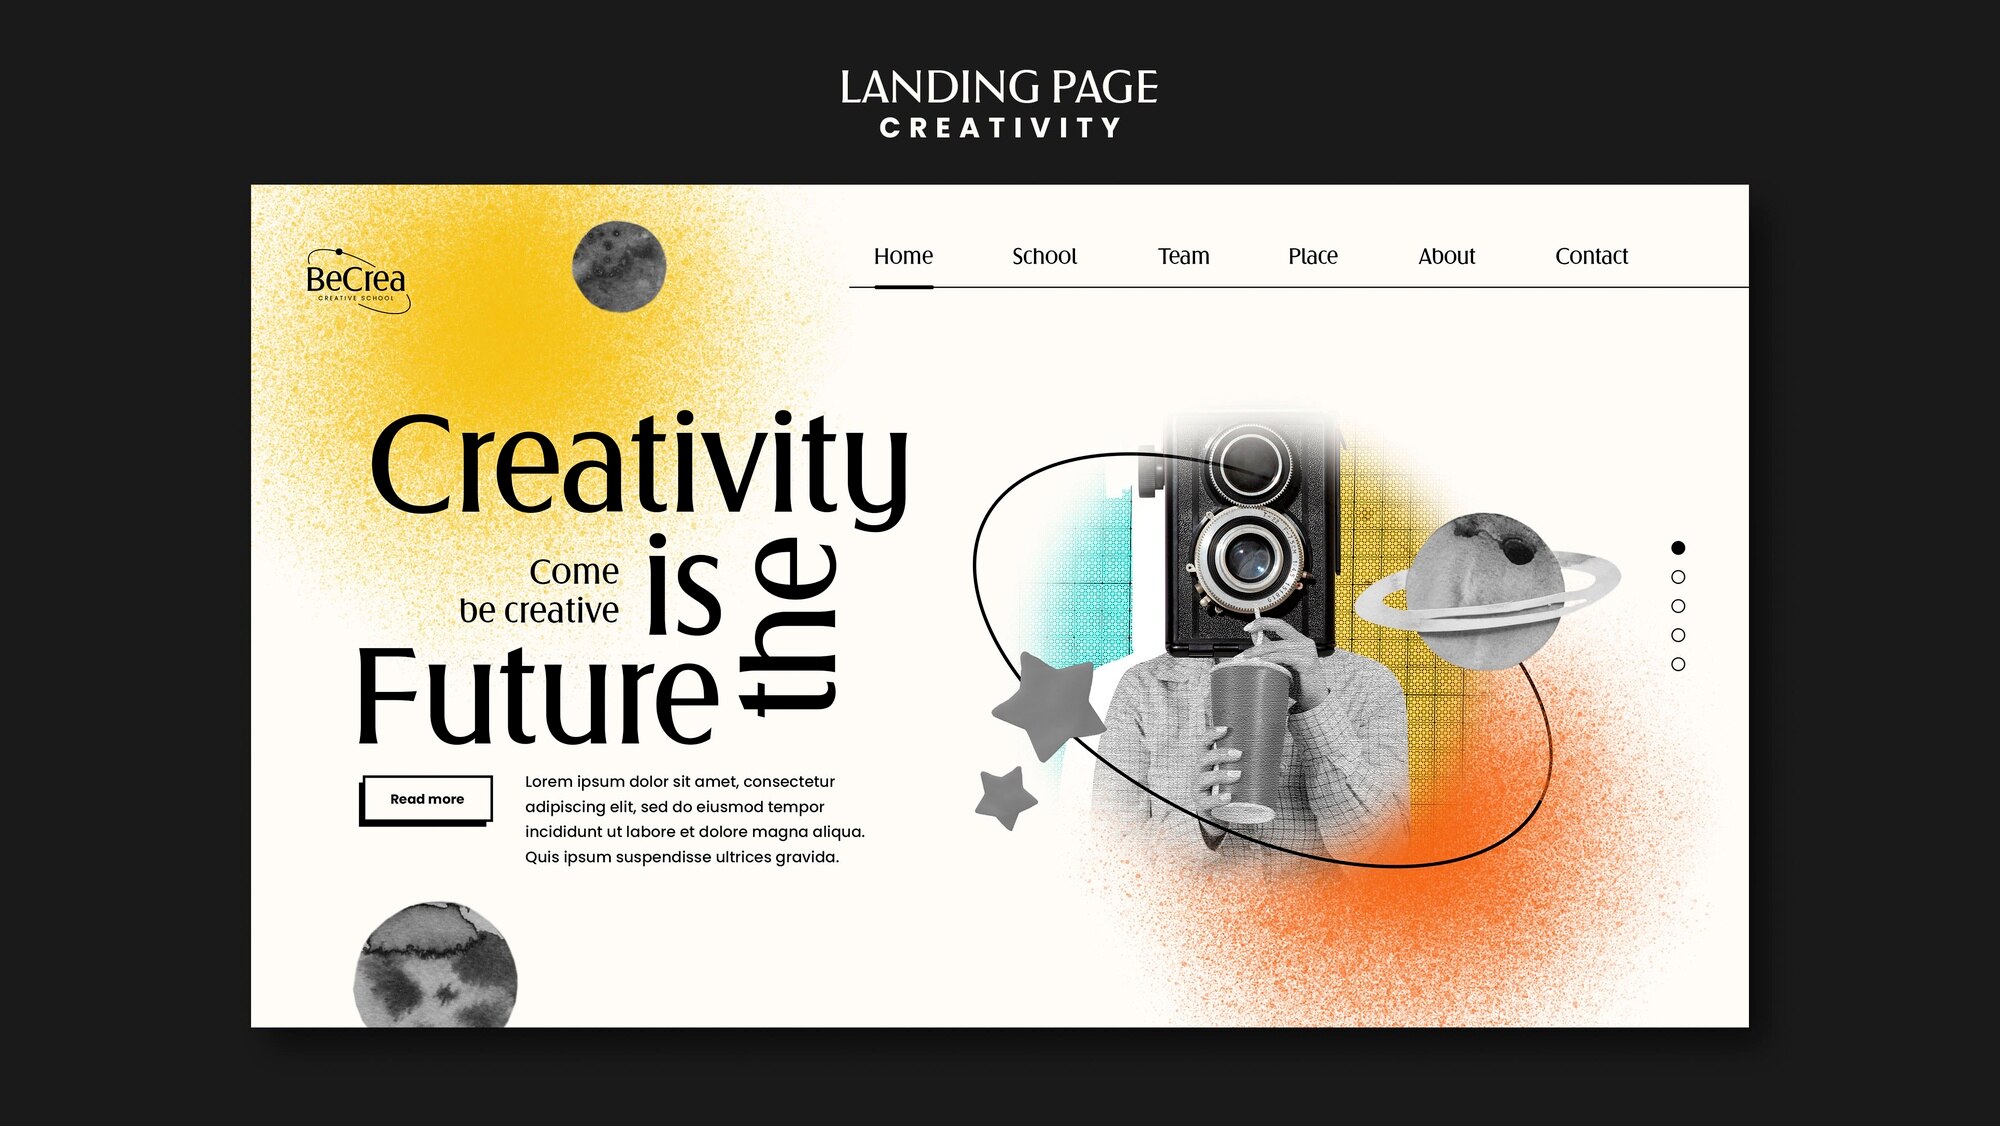 LANDING PAGE
CREATIVITY
BeCrea
CREATIVE SCHOOL
Home
School
Team
Place
About
Contact
Creativity
Come
be creative
is
the
Future
Read more
Lorem ipsum dolor sit amet, consectetur
adipiscing elit, sed do eiusmod tempor
incididunt ut labore et dolore magna aliqua.
Quis ipsum suspendisse ultrices gravida.